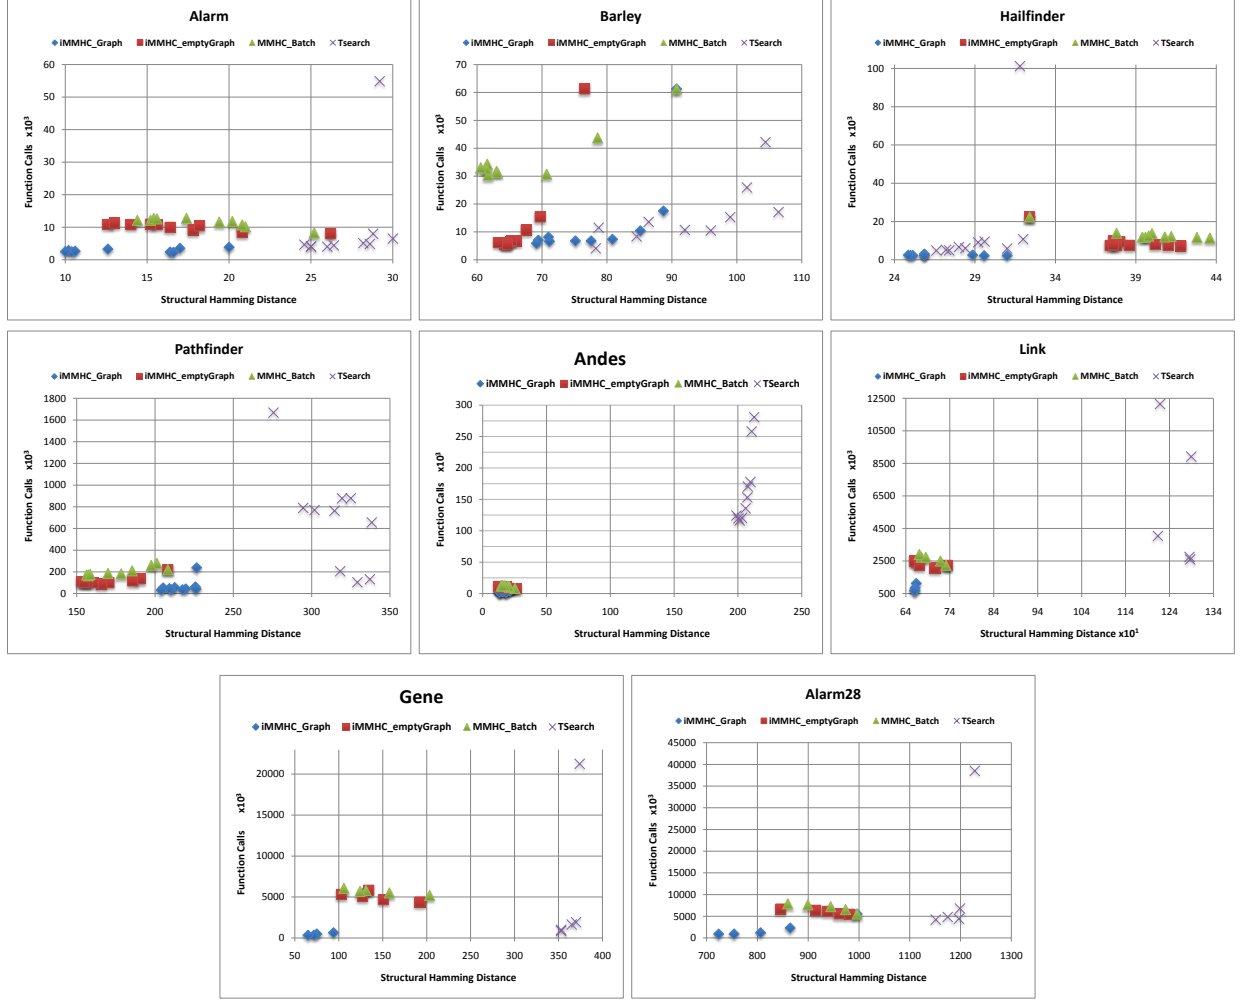 Alarm
iMMHC_Graph iMMHC_emptyGraph MMHC_Batch TSearch
Function Calls x10³
60
50
40
30
20
10
0
10 15 20 25 30
Structural Hamming Distance
Barley
iMMHC_Graph iMMHC_emptyGraph MMHC_Batch TSearch
Function Calls x10³
70
60
50
40
30
20
10
0
60 70 80 90 100 110
Structural Hamming Distance
Hailfinder
iMMHC_Graph iMMHC_emptyGraph MMHC_Batch TSearch
Function Calls x10³
100
80
60
40
20
0
24 29 34 39 44
Structural Hamming Distance
Pathfinder
iMMHC_Graph iMMHC_emptyGraph MMHC_Batch TSearch
Function Calls x10³
1800
1600
1400
1200
1000
800
600
400
200
0
150 200 250 300 350
Structural Hamming Distance
Andes
iMMHC_Graph iMMHC_emptyGraph MMHC_Batch TSearch
Function Calls x10³
300
250
200
150
100
50
0
0 50 100 150 200 250
Structural Hamming Distance
Link
iMMHC_Graph iMMHC_emptyGraph MMHC_Batch TSearch
Function Calls x10³
12500
10500
8500
6500
4500
2500
500
64 74 84 94 104 114 124 134
Structural Hamming Distance x10¹
Gene
iMMHC_Graph iMMHC_emptyGraph MMHC_Batch TSearch
Function Calls x10³
20000
15000
10000
5000
0
50 100 150 200 250 300 350 400
Structural Hamming Distance
Alarm28
iMMHC_Graph iMMHC_emptyGraph MMHC_Batch TSearch
Function Calls x10³
45000
40000
35000
30000
25000
20000
15000
10000
5000
0
700 800 900 1000 1100 1200 1300
Structural Hamming Distance